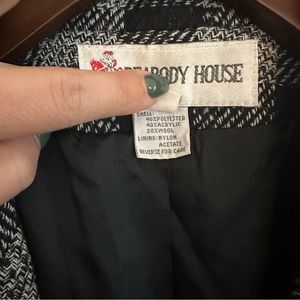 PEABODY HOUSE
SHELL:
40%POLYESTER
40%ACRYLIC
20%WOOL
LINING:NYLON
ACETATE
REVERSE FOR CARE